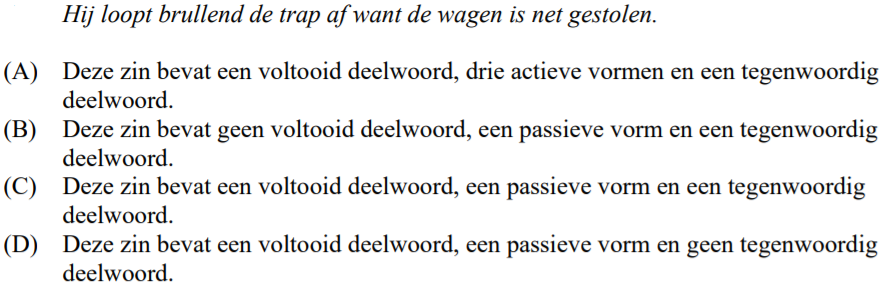 Hij loopt brullend de trap af want de wagen is net gestolen.
(A) Deze zin bevat een voltooid deelwoord, drie actieve vormen en een tegenwoordig
deelwoord.
(B) Deze zin bevat geen voltooid deelwoord, een passieve vorm en een tegenwoordig
deelwoord.
(C) Deze zin bevat een voltooid deelwoord, een passieve vorm en een tegenwoordig
deelwoord.
(D) Deze zin bevat een voltooid deelwoord, een passieve vorm en geen tegenwoordig
deelwoord.